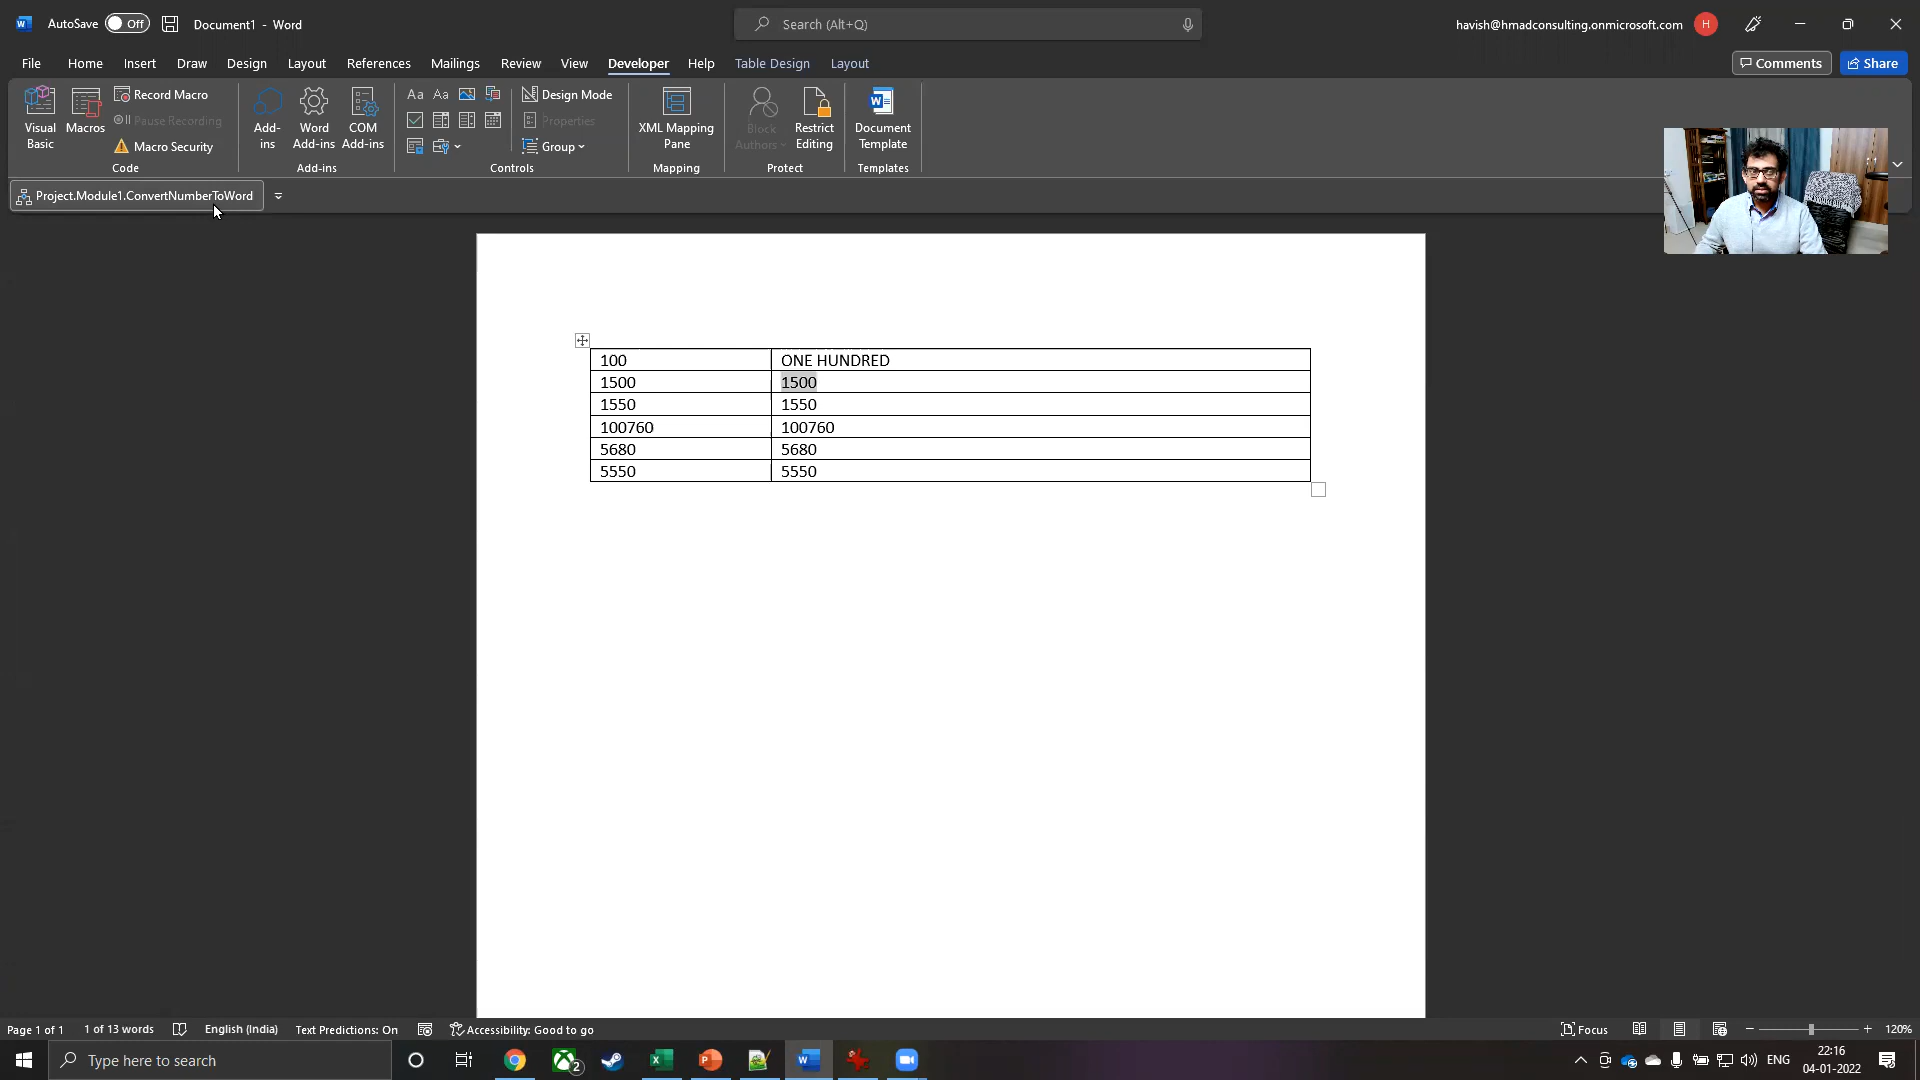 AutoSave Off Document1 - Word Search (Alt+Q) havish@hmadconsulting.onmicrosoft.com H
File Home Insert Draw Design Layout References Mailings Review View Developer Help Table Design Layout Comments Share
Visual Basic
Macros
Record Macro
Pause Recording
Macro Security
Code
Add-ins
Word Add-ins
COM Add-ins
Add-ins
Aa Aa
Design Mode
Properties
Group
Controls
XML Mapping Pane
Mapping
Block Authors
Restrict Editing
Protect
Document Template
Templates
Project.Module1.ConvertNumberToWord
100 ONE HUNDRED
1500 1500
1550 1550
100760 100760
5680 5680
5550 5550
Page 1 of 1 1 of 13 words English (India) Text Predictions: On Accessibility: Good to go Focus 120%
Type here to search 2 ENG 22:16
04-01-2022